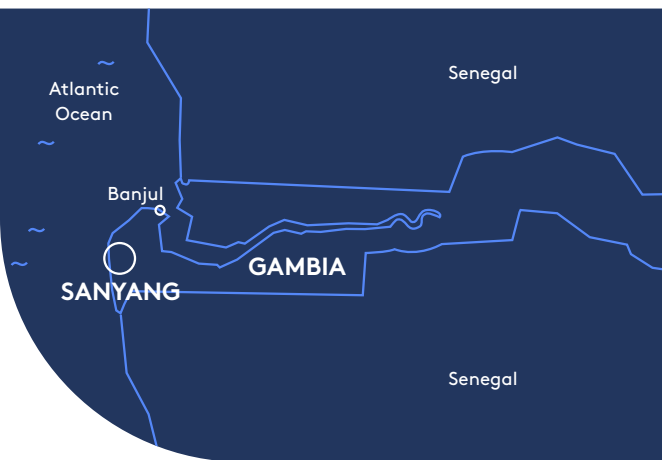 Senegal
Atlantic
Ocean
Banjul
GAMBIA
SANYANG
Senegal